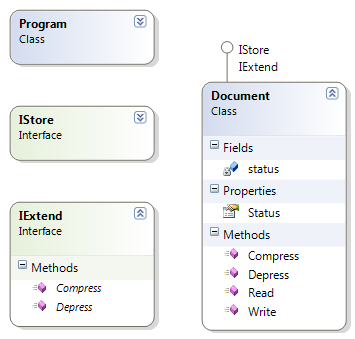 Program
Class
IStore
Interface
IExtend
Interface
Methods
Compress
Depress
IStore
IExtend
Document
Class
Fields
status
Properties
Status
Methods
Compress
Depress
Read
Write